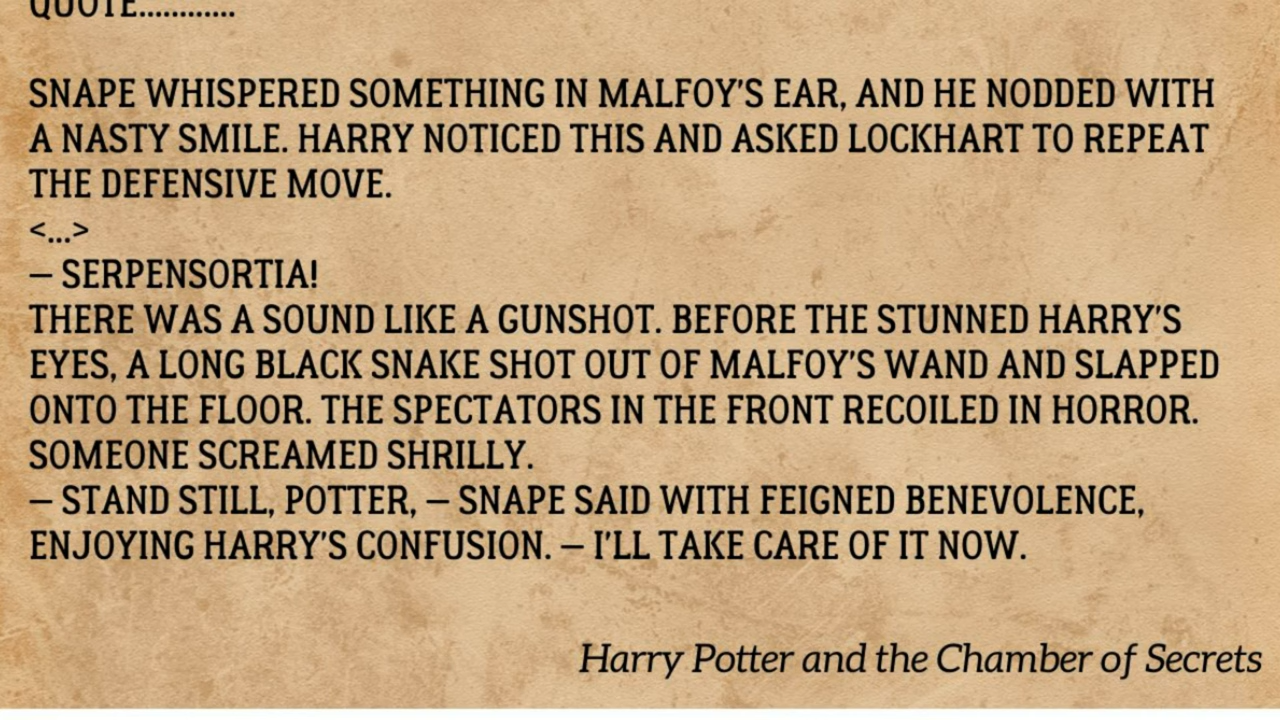 QUOTE............
SNAPE WHISPERED SOMETHING IN MALFOY'S EAR, AND HE NODDED WITH
A NASTY SMILE. HARRY NOTICED THIS AND ASKED LOCKHART TO REPEAT
THE DEFENSIVE MOVE.
<...>
– SERPENSORTIA!
THERE WAS A SOUND LIKE A GUNSHOT. BEFORE THE STUNNED HARRY'S
EYES, A LONG BLACK SNAKE SHOT OUT OF MALFOY'S WAND AND SLAPPED
ONTO THE FLOOR. THE SPECTATORS IN THE FRONT RECOILED IN HORROR.
SOMEONE SCREAMED SHRILLY.
– STAND STILL, POTTER, – SNAPE SAID WITH FEIGNED BENEVOLENCE,
ENJOYING HARRY'S CONFUSION. – I'LL TAKE CARE OF IT NOW.
Harry Potter and the Chamber of Secrets